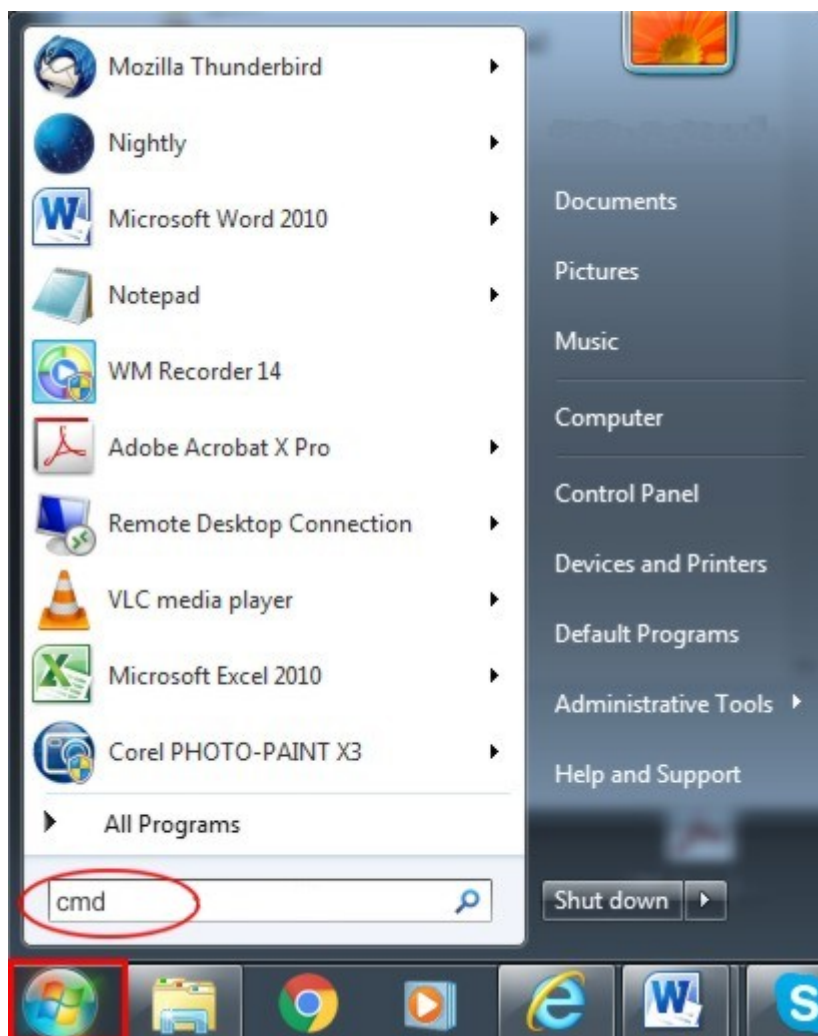 Mozilla Thunderbird
Nightly
Microsoft Word 2010
Notepad
WM Recorder 14
Adobe Acrobat X Pro
Remote Desktop Connection
VLC media player
Microsoft Excel 2010
Corel PHOTO-PAINT X3
All Programs
cmd
Documents
Pictures
Music
Computer
Control Panel
Devices and Printers
Default Programs
Administrative Tools
Help and Support
Shut down